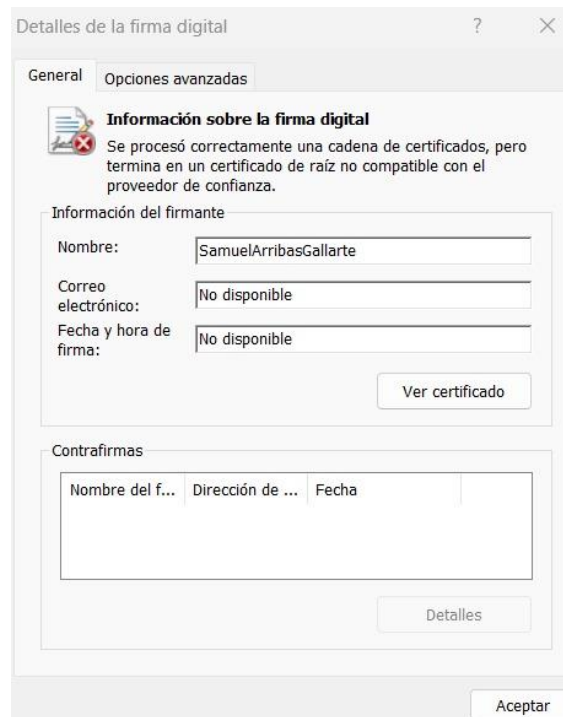 Detalles de la firma digital ?
General Opciones avanzadas
Información sobre la firma digital
Se procesó correctamente una cadena de certificados, pero
termina en un certificado de raíz no compatible con el
proveedor de confianza.
Información del firmante
Nombre: SamuelArribasGallarte
Correo
electrónico: No disponible
Fecha y hora de
firma: No disponible
Ver certificado
Contrafirmas
Nombre del f... Dirección de ... Fecha
Detalles
Aceptar